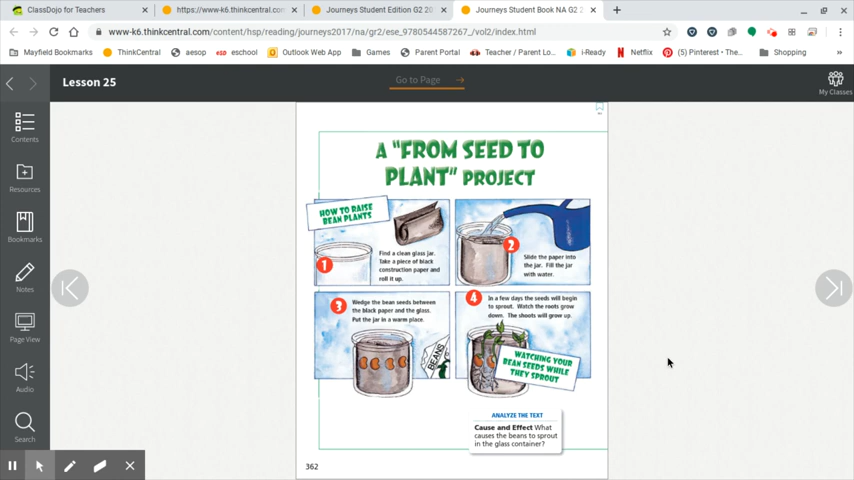 ClassDojo for Teachers
https://www-k6.thinkcentral.com
Journeys Student Edition G2 20
Journeys Student Book NA G2 2
www-k6.thinkcentral.com/content/hsp/reading/journeys2017/na/gr2/ese_9780544587267_/vol2/index.html
Mayfield Bookmarks
ThinkCentral
aesop
eschool
Outlook Web App
Games
Parent Portal
Teacher / Parent Lo...
i-Ready
Netflix
(5) Pinterest • The...
Shopping
Lesson 25
Go to Page
My Classes
Contents
Resources
Bookmarks
Notes
Page View
Audio
Search
A "FROM SEED TO
PLANT" PROJECT
HOW TO RAISE
BEAN PLANTS
1
Find a clean glass jar.
Take a piece of black
construction paper and
roll it up.
2
Slide the paper into
the jar. Fill the jar
with water.
3
Wedge the bean seeds between
the black paper and the glass.
Put the jar in a warm place.
BEANS
4
In a few days the seeds will begin
to sprout. Watch the roots grow
down. The shoots will grow up.
WATCHING YOUR
BEAN SEEDS WHILE
THEY SPROUT
ANALYZE THE TEXT
Cause and Effect What
causes the beans to sprout
in the glass container?
362